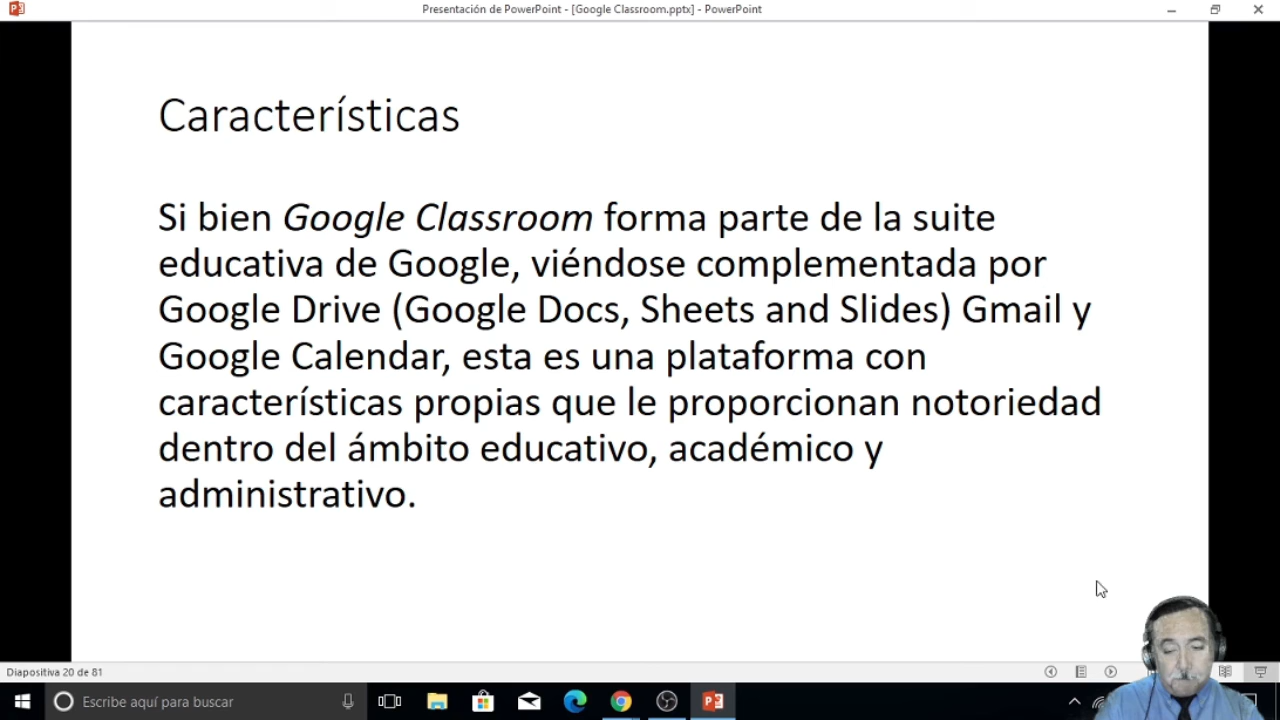 Presentación de PowerPoint - [Google Classroom.pptx] - PowerPoint
Características
Si bien Google Classroom forma parte de la suite
educativa de Google, viéndose complementada por
Google Drive (Google Docs, Sheets and Slides) Gmail y
Google Calendar, esta es una plataforma con
características propias que le proporcionan notoriedad
dentro del ámbito educativo, académico y
administrativo.
Diapositiva 20 de 81
Escribe aquí para buscar